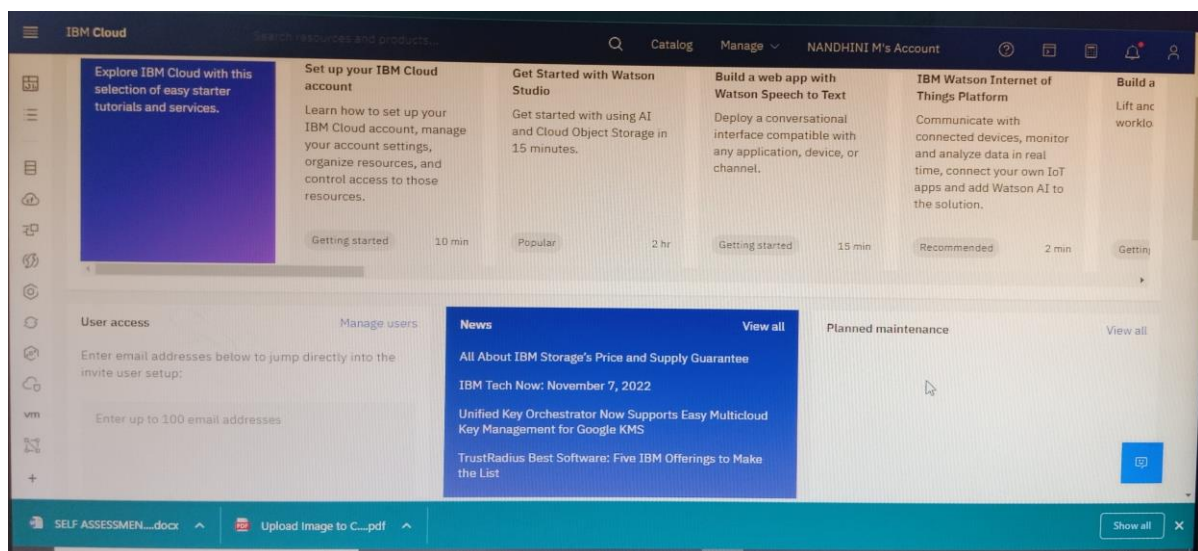 IBM Cloud
Search resources and products...
Catalog
Manage
NANDHINI M's Account
Explore IBM Cloud with this
selection of easy starter
tutorials and services.
Set up your IBM Cloud
account
Learn how to set up your
IBM Cloud account, manage
your account settings,
organize resources, and
control access to those
resources.
Getting started
10 min
Get Started with Watson
Studio
Get started with using AI
and Cloud Object Storage in
15 minutes.
Popular
2 hr
Build a web app with
Watson Speech to Text
Deploy a conversational
interface compatible with
any application, device, or
channel.
Getting started
15 min
IBM Watson Internet of
Things Platform
Communicate with
connected devices, monitor
and analyze data in real
time, connect your own IoT
apps and add Watson AI to
the solution.
Recommended
2 min
Build a
Lift and
worklo
Getting
User access
Manage users
Enter email addresses below to jump directly into the
invite user setup:
Enter up to 100 email addresses
News
View all
All About IBM Storage's Price and Supply Guarantee
IBM Tech Now: November 7, 2022
Unified Key Orchestrator Now Supports Easy Multicloud
Key Management for Google KMS
TrustRadius Best Software: Five IBM Offerings to Make
the List
Planned maintenance
View all
vm
SELF ASSESSMEN....docx
PDF
Upload Image to C....pdf
Show all